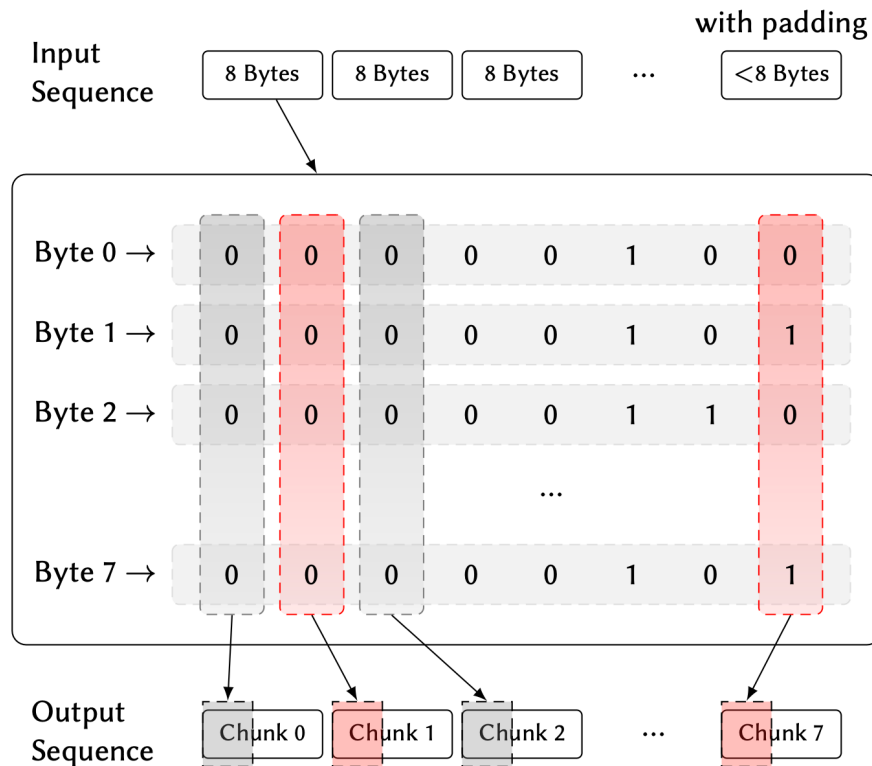 with padding
Input
Sequence
8 Bytes 8 Bytes 8 Bytes ... <8 Bytes
Byte 0 → 0 0 0 0 0 1 0 0
Byte 1 → 0 0 0 0 0 1 0 1
Byte 2 → 0 0 0 0 0 1 1 0
...
Byte 7 → 0 0 0 0 0 1 0 1
Output
Sequence
Chunk 0 Chunk 1 Chunk 2 ... Chunk 7